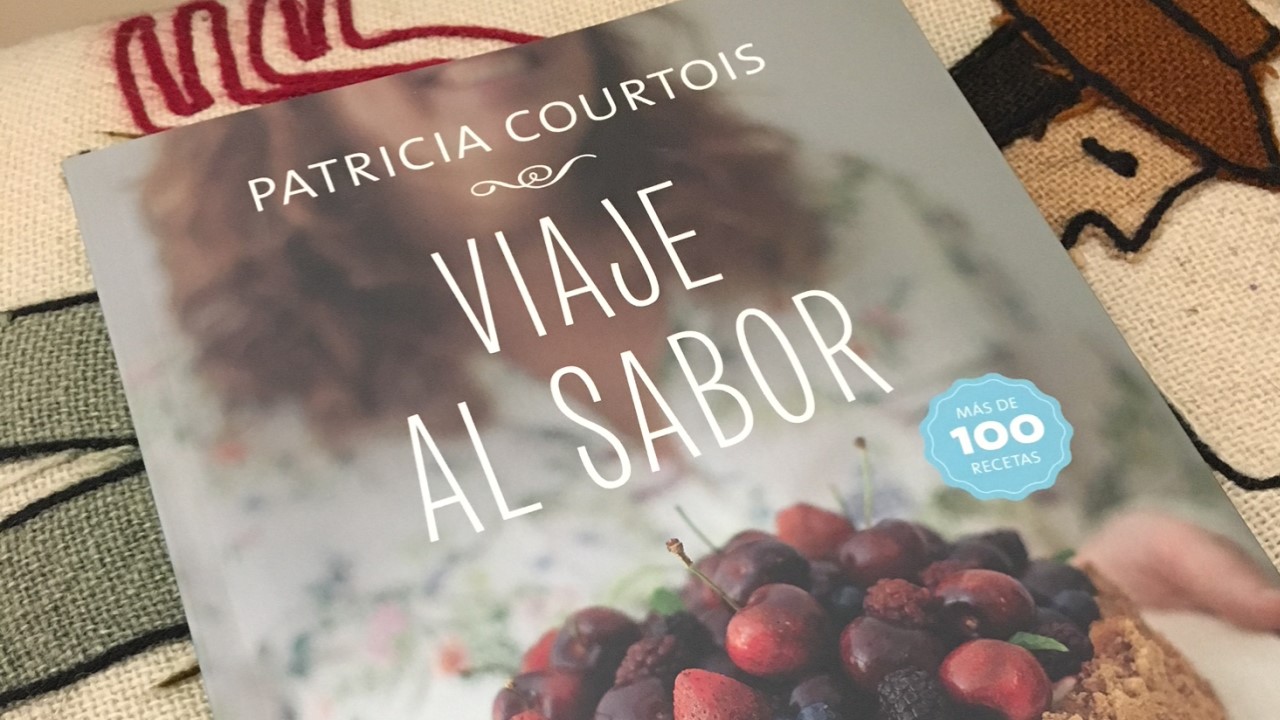 PATRICIA COURTOIS
VIAJE
AL SABOR
MÁS DE
100
RECETAS